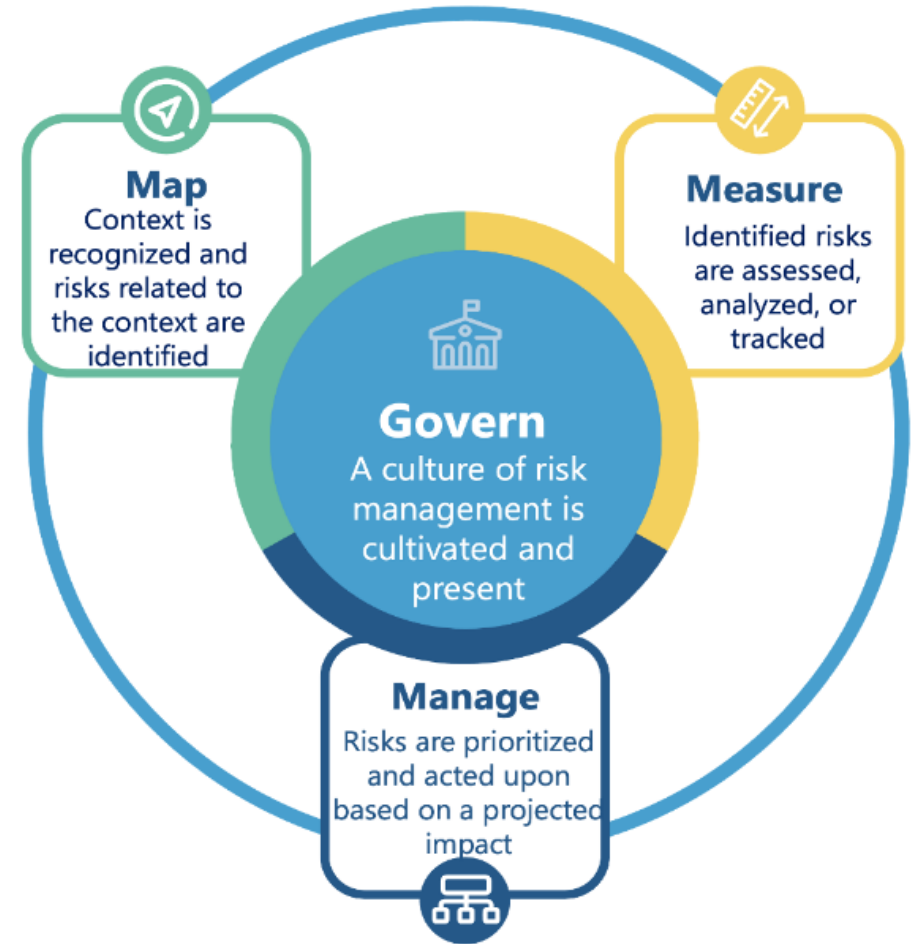 Map
Context is
recognized and
risks related to
the context are
identified
Measure
Identified risks
are assessed,
analyzed, or
tracked
Govern
A culture of risk
management is
cultivated and
present
Manage
Risks are prioritized
and acted upon
based on a projected
impact